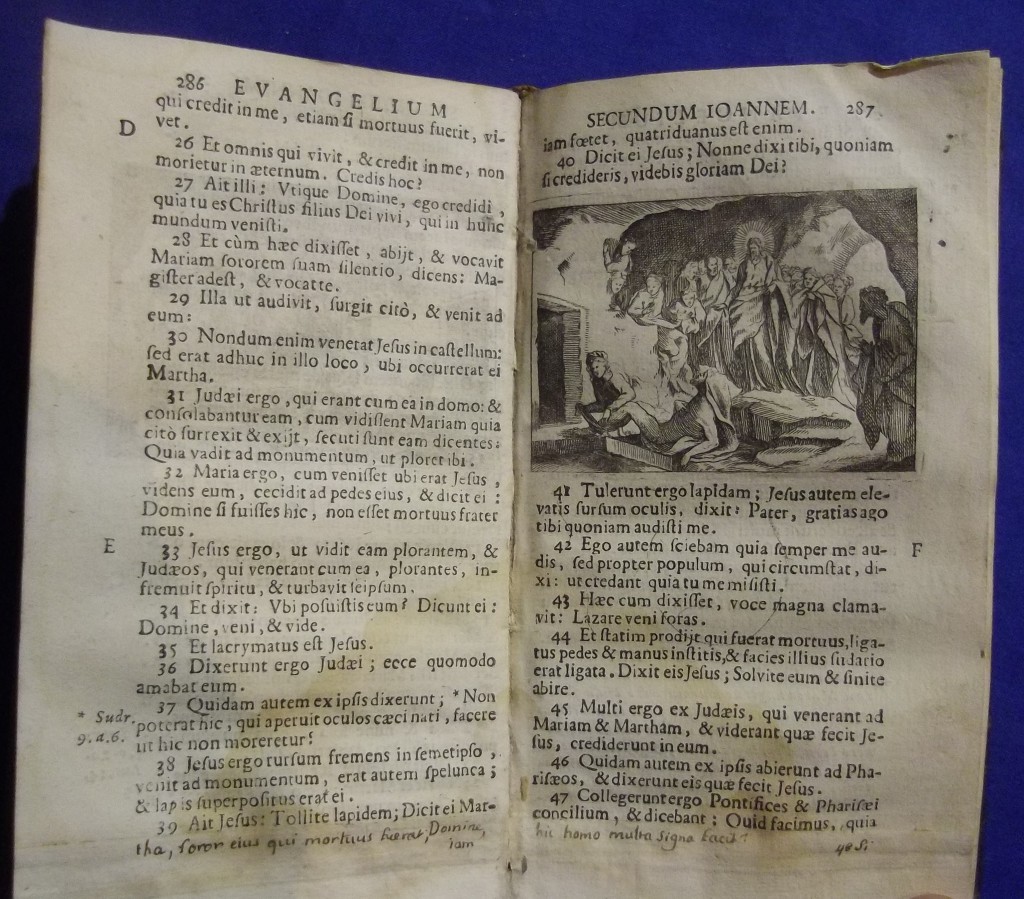 286 EVANGELIUM
qui credit in me, etiam ſi mortuus fuerit, vi-
vet.
D
26 Et omnis qui vivit, & credit in me, non
morietur in æternum. Credis hoc?
27 Ait illi: Vtique Domine, ego credidi,
quia tu es Chriſtus filius Dei vivi, qui in hunc
mundum veniſti.
28 Et cùm hæc dixiſſet, abijt, & vocavit
Mariam ſororem ſuam ſilentio, dicens: Ma-
giſter adeſt, & vocat te.
29 Illa ut audivit, ſurgit citò, & venit ad
eum:
30 Nondum enim venerat Jeſus in caſtellum:
ſed erat adhuc in illo loco, ubi occurrerat ei
Martha.
31 Judæi ergo, qui erant cum ea in domo: &
conſolabantur eam, cum vidiſſent Mariam quia
citò ſurrexit & exijt, ſecuti ſunt eam dicentes:
Quia vadit ad monumentum, ut ploret ibi.
32 Maria ergo, cum veniſſet ubi erat Jeſus,
videns eum, cecidit ad pedes eius, & dicit ei:
Domine ſi fuiſſes hic, non eſſet mortuus frater
meus.
E
33 Jeſus ergo, ut vidit eam plorantem, &
Judæos, qui venerant cum ea, plorantes, in-
fremuit ſpiritu, & turbavit ſeipſum.
34 Et dixit: Vbi poſuiſtis eum? Dicunt ei:
Domine, veni, & vide.
35 Et lacrymatus eſt Jeſus.
36 Dixerunt ergo Judæi; ecce quomodo
amabat eum.
37 Quidam autem ex ipſis dixerunt; * Non
* Sudr.
poterat hic, qui aperuit oculos cæci nati, facere
9. a. 6.
ut hic non moreretur?
38 Jeſus ergo rurſum fremens in ſemetipſo,
venit ad monumentum, erat autem ſpelunca;
& lapis ſuperpoſitus erat ei.
39 Ait Jeſus: Tollite lapidem; Dicit ei Mar-
tha, ſoror eius qui mortuus fuerat, Domine,
iam
SECUNDUM IOANNEM. 287
iam fœtet, quatriduanus eſt enim.
40 Dicit ei Jeſus; Nonne dixi tibi, quoniam
ſi credideris, videbis gloriam Dei?
41 Tulerunt ergo lapidam; Jeſus autem ele-
vatis ſurſum oculis, dixit: Pater, gratias ago
tibi quoniam audiſti me.
42 Ego autem ſciebam quia ſemper me au-
F
dis, ſed propter populum, qui circumſtat, di-
xi: ut credant quia tu me miſiſti.
43 Hæc cum dixiſſet, voce magna clama-
vit: Lazare veni foras.
44 Et ſtatim prodijt qui fuerat mortuus, liga-
tus pedes & manus inſtitis, & facies illius ſudario
erat ligata. Dixit eis Jeſus; Solvite eum & ſinite
abire.
45 Multi ergo ex Judæis, qui venerant ad
Mariam & Martham, & viderant quæ fecit Je-
ſus, crediderunt in eum.
46 Quidam autem ex ipſis abierunt ad Pha-
riſæos, & dixerunt eis quæ fecit Jeſus.
47 Collegerunt ergo Pontifices & Phariſæi
concilium, & dicebant; Quid facimus, quia
hic homo multa signa facit?
48 Si